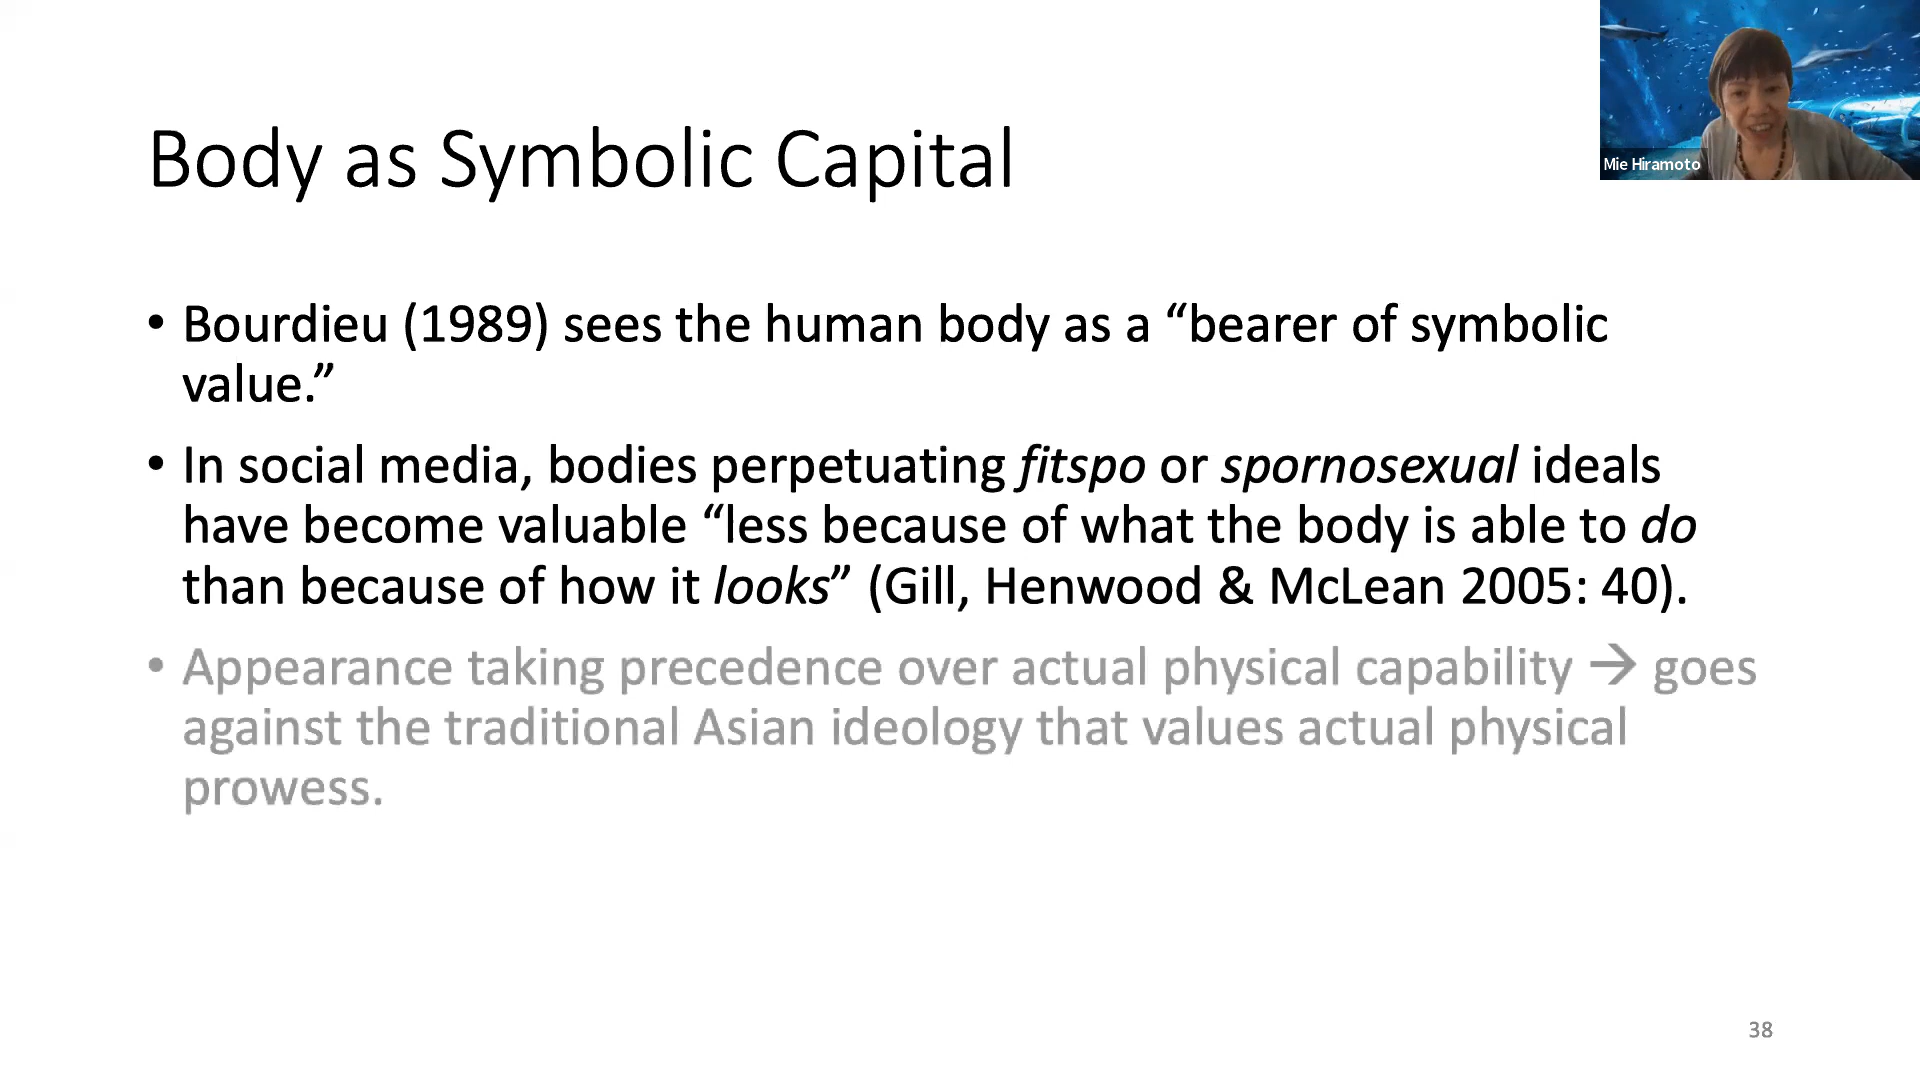 Mie Hiramoto
Body as Symbolic Capital
• Bourdieu (1989) sees the human body as a “bearer of symbolic
value.”
• In social media, bodies perpetuating fitspo or spornosexual ideals
have become valuable “less because of what the body is able to do
than because of how it looks” (Gill, Henwood & McLean 2005: 40).
• Appearance taking precedence over actual physical capability → goes
against the traditional Asian ideology that values actual physical
prowess.
38